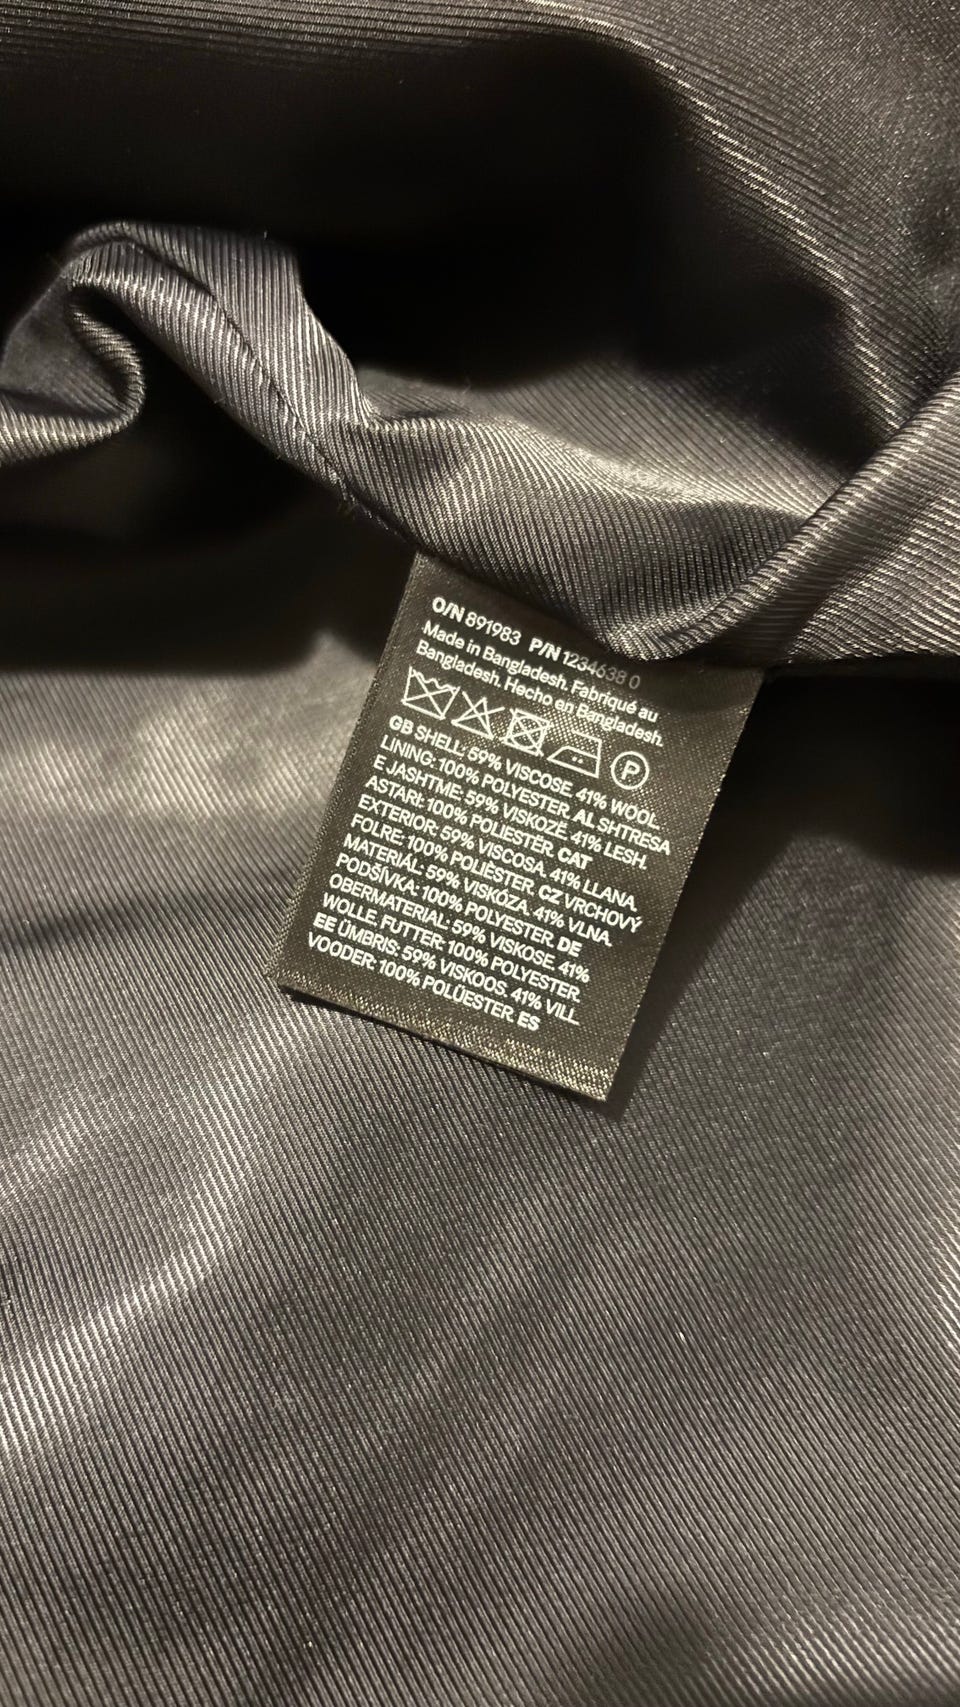 O/N 891983 P/N 1234638 0
Made in Bangladesh. Fabriqué au
Bangladesh. Hecho en Bangladesh.
P
GB SHELL: 59% VISCOSE. 41% WOOL.
LINING: 100% POLYESTER. AL SHTRESA
E JASHTME: 59% VISKOZË. 41% LESH.
ASTARI: 100% POLIESTËR. CAT
EXTERIOR: 59% VISCOSA. 41% LLANA.
FOLRE: 100% POLIÈSTER. CZ VRCHOVÝ
MATERIÁL: 59% VISKÓZA. 41% VLNA.
PODŠÍVKA: 100% POLYESTER. DE
OBERMATERIAL: 59% VISKOSE. 41%
WOLLE. FUTTER: 100% POLYESTER.
EE ÜMBRIS: 59% VISKOOS. 41% VILL.
VOODER: 100% POLÜESTER. ES